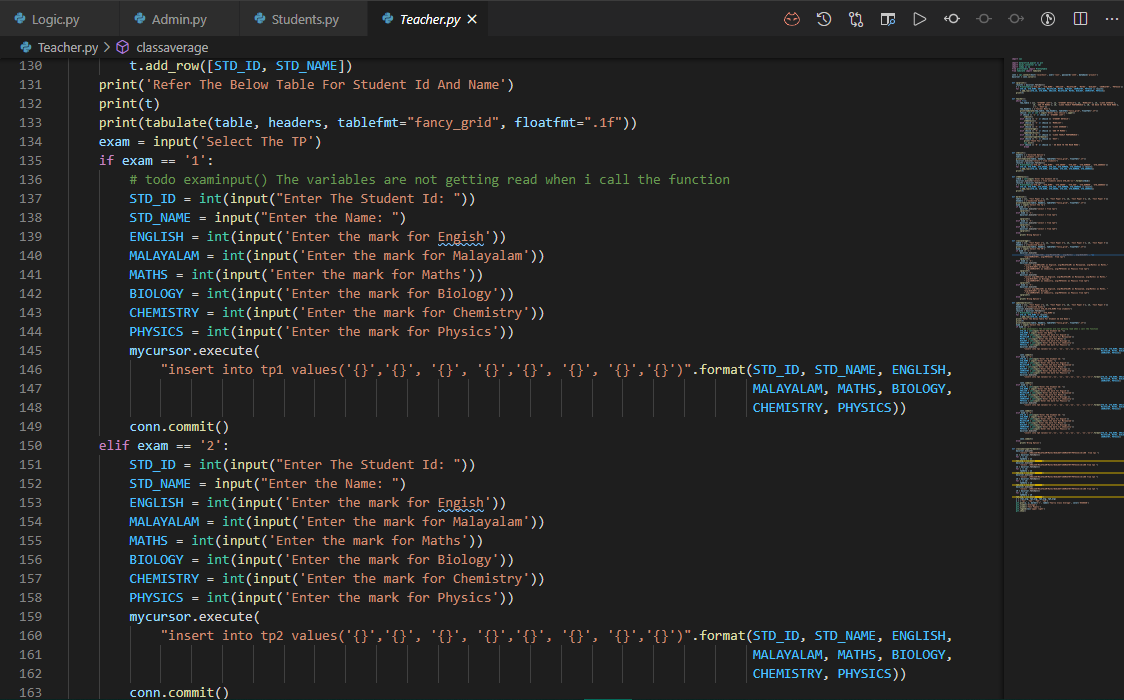 Logic.py Admin.py Students.py Teacher.py
Teacher.py > classaverage
130 t.add_row([STD_ID, STD_NAME])
131 print('Refer The Below Table For Student Id And Name')
132 print(t)
133 print(tabulate(table, headers, tablefmt="fancy_grid", floatfmt=".1f"))
134 exam = input('Select The TP')
135 if exam == '1':
136 # todo examinput() The variables are not getting read when i call the function
137 STD_ID = int(input("Enter The Student Id: "))
138 STD_NAME = input("Enter the Name: ")
139 ENGLISH = int(input('Enter the mark for Engish'))
140 MALAYALAM = int(input('Enter the mark for Malayalam'))
141 MATHS = int(input('Enter the mark for Maths'))
142 BIOLOGY = int(input('Enter the mark for Biology'))
143 CHEMISTRY = int(input('Enter the mark for Chemistry'))
144 PHYSICS = int(input('Enter the mark for Physics'))
145 mycursor.execute(
146 "insert into tp1 values('{}','{}', '{}', '{}','{}', '{}', '{}','{}')".format(STD_ID, STD_NAME, ENGLISH,
147 MALAYALAM, MATHS, BIOLOGY,
148 CHEMISTRY, PHYSICS))
149 conn.commit()
150 elif exam == '2':
151 STD_ID = int(input("Enter The Student Id: "))
152 STD_NAME = input("Enter the Name: ")
153 ENGLISH = int(input('Enter the mark for Engish'))
154 MALAYALAM = int(input('Enter the mark for Malayalam'))
155 MATHS = int(input('Enter the mark for Maths'))
156 BIOLOGY = int(input('Enter the mark for Biology'))
157 CHEMISTRY = int(input('Enter the mark for Chemistry'))
158 PHYSICS = int(input('Enter the mark for Physics'))
159 mycursor.execute(
160 "insert into tp2 values('{}','{}', '{}', '{}','{}', '{}', '{}','{}')".format(STD_ID, STD_NAME, ENGLISH,
161 MALAYALAM, MATHS, BIOLOGY,
162 CHEMISTRY, PHYSICS))
163 conn.commit()